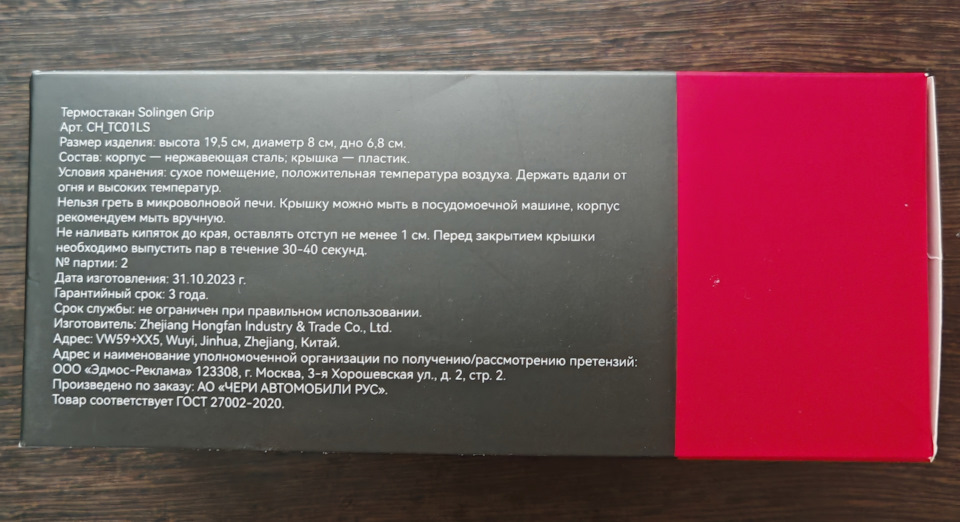 Термостакан Solingen Grip
Арт. CH_TC01LS
Размер изделия: высота 19,5 см, диаметр 8 см, дно 6,8 см.
Состав: корпус — нержавеющая сталь; крышка — пластик.
Условия хранения: сухое помещение, положительная температура воздуха. Держать вдали от
огня и высоких температур.
Нельзя греть в микроволновой печи. Крышку можно мыть в посудомоечной машине, корпус
рекомендуем мыть вручную.
Не наливать кипяток до края, оставлять отступ не менее 1 см. Перед закрытием крышки
необходимо выпустить пар в течение 30-40 секунд.
№ партии: 2
Дата изготовления: 31.10.2023 г.
Гарантийный срок: 3 года.
Срок службы: не ограничен при правильном использовании.
Изготовитель: Zhejiang Hongfan Industry & Trade Co., Ltd.
Адрес: VW59+XX5, Wuyi, Jinhua, Zhejiang, Китай.
Адрес и наименование уполномоченной организации по получению/рассмотрению претензий:
ООО «Эдмос-Реклама» 123308, г. Москва, 3-я Хорошевская ул., д. 2, стр. 2.
Произведено по заказу: АО «ЧЕРИ АВТОМОБИЛИ РУС».
Товар соответствует ГОСТ 27002-2020.